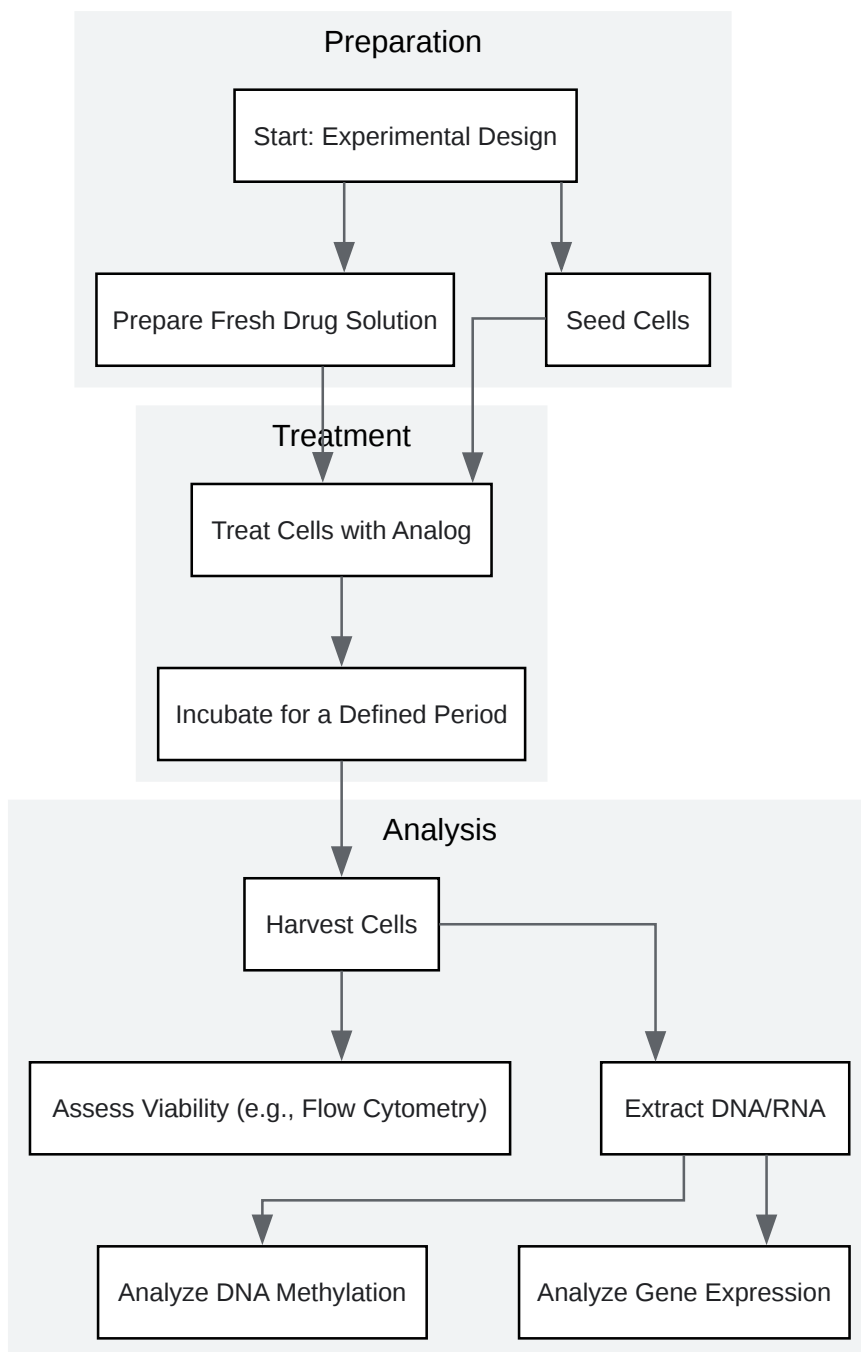 Preparation
Start: Experimental Design
Prepare Fresh Drug Solution
Seed Cells
Treatment
Treat Cells with Analog
Incubate for a Defined Period
Analysis
Harvest Cells
Assess Viability (e.g., Flow Cytometry)
Extract DNA/RNA
Analyze DNA Methylation
Analyze Gene Expression